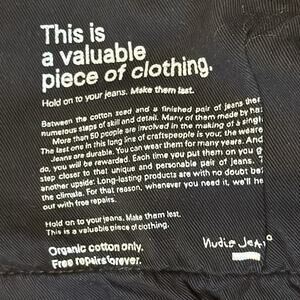 This is
a valuable
piece of clothing.
Hold on to your jeans. Make them last.
Between the cotton seed and a finished pair of jeans there
numerous steps of skill and detail. Many of them made by
More than 50 people are involved in the making of a single
The last one in this long line of craftspeople is you; the weare
Jeans are durable. You can wear them for many years. And
do, you will be rewarded. Each time you put them on you g
step closer to that unique and personable pair of jeans. T
another upside: Long-lasting products are with no doubt be
the climate. For that reason, whenever you need it, we'll he
out with free repairs.
Hold on to your jeans. Make them last.
This is a valuable piece of clothing.
Organic cotton only.
Free repairs forever.
Nudie Jeans